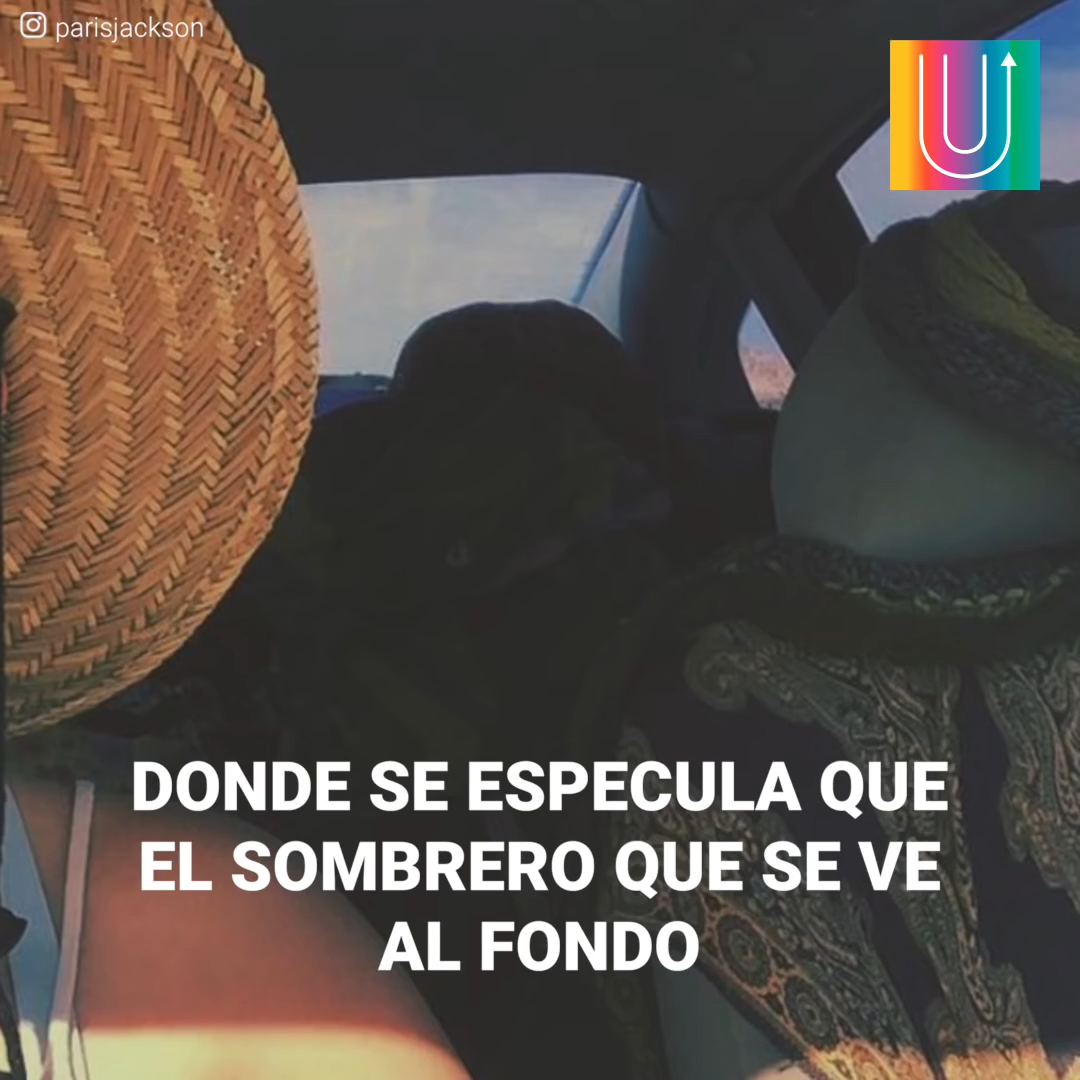 parisjackson
U
DONDE SE ESPECULA QUE
EL SOMBRERO QUE SE VE
AL FONDO